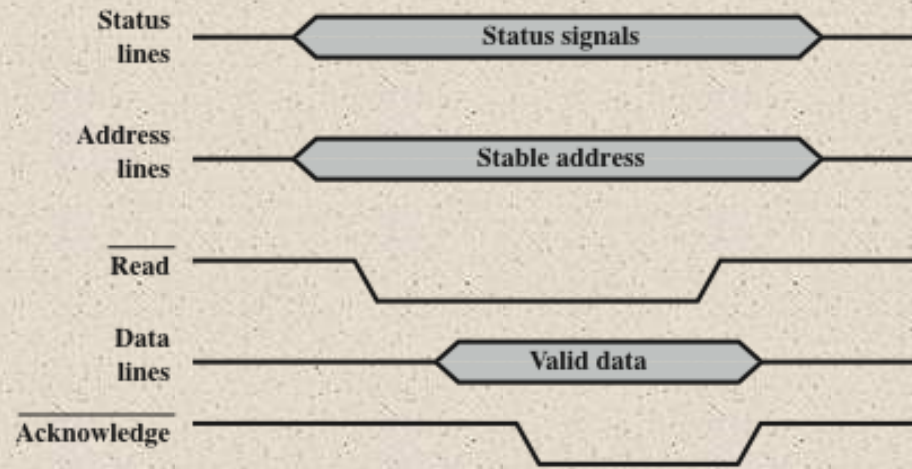 Status
lines
Status signals
Address
lines
Stable address
Read
Data
lines
Valid data
Acknowledge